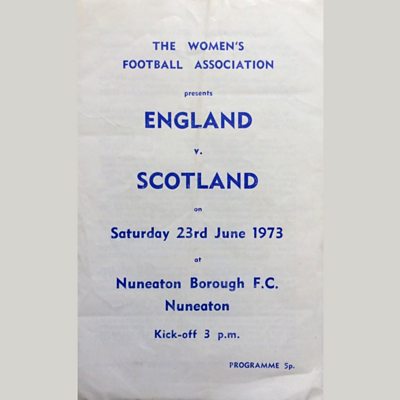 THE WOMEN'S
FOOTBALL ASSOCIATION
presents
ENGLAND
v.
SCOTLAND
on
Saturday 23rd June 1973
at
Nuneaton Borough F.C.
Nuneaton
Kick-off 3 p.m.
PROGRAMME 5p.